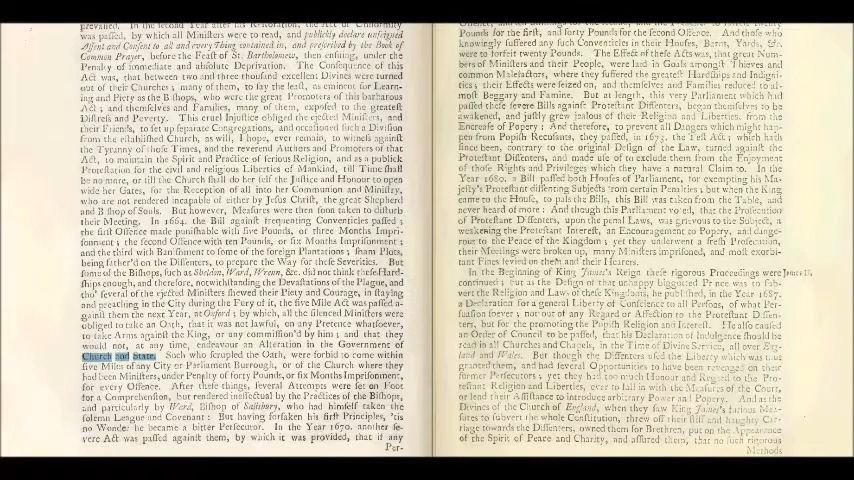 prevailed. In the second Year after his Restoration, the Act of Uniformity
was passed, by which all Ministers were to read, and publickly declare unfeigned
Assent and Consent to all and every Thing contained in, and prescribed by the Book of
Common Prayer, before the Feast of St. Bartholomew, then ensuing, under the
Penalty of immediate and absolute Deprivation. The Consequence of this
Act was, that between two and three thousand excellent Divines were turned
out of their Churches; many of them, to say the least, as eminent for Learn-
ing and Piety as the Bishops, who were the great Promoters of this barbarous
Act; and themselves and Families, many of them, exposed to the greatest
Distress and Poverty. This cruel Injustice obliged the ejected Ministers, and
their Friends, to set up separate Congregations, and occasioned such a Division
from the established Church, as will, I hope, ever remain, to witness against
the Tyranny of those Times, and the reverend Authors and Promoters of that
Act, to maintain the Spirit and Practice of serious Religion, and as a publick
Protestation for the civil and religious Liberties of Mankind, till Time shall
be no more, or till the Church shall do her self the Justice and Honour to open
wide her Gates, for the Reception of all into her Communion and Ministry,
who are not rendered incapable of either by Jesus Christ, the great Shepherd
and Bishop of Souls. But however, Measures were then soon taken to disturb
their Meeting. In 1664. the Bill against frequenting Conventicles passed;
the first Offence made punishable with five Pounds, or three Months Impri-
sonment; the second Offence with ten Pounds, or six Months Imprisonment;
and the third with Banishment to some of the foreign Plantations; sham Plots,
being father'd on the Dissenters, to prepare the Way for these Severities. But
some of the Bishops, such as Sheldon, Ward, Wrenn, &c. did not think these Hard-
ships enough, and therefore, notwithstanding the Devastations of the Plague, and
tho' several of the ejected Ministers shewed their Piety and Courage, in staying
and preaching in the City during the Fury of it, the five Mile Act was passed a-
gainst them the next Year, at Oxford; by which, all the silenced Ministers were
obliged to take an Oath, that it was not lawful, on any Pretence whatsoever,
to take Arms against the King, or any commission'd by him; and that they
would not, at any time, endeavour an Alteration in the Government of
Church and State. Such who scrupled the Oath, were forbid to come within
five Miles of any City or Parliament Burrough, or of the Church where they
had been Ministers, under Penalty of forty Pounds, or six Months Imprisonment,
for every Offence. After these things, several Attempts were set on Foot
for a Comprehension, but rendered ineffectual by the Practices of the Bishops,
and particularly by Ward, Bishop of Salisbury, who had himself taken the
solemn League and Covenant: But having forsaken his first Principles, 'tis
no Wonder he became a bitter Persecutor. In the Year 1670. another se-
vere Act was passed against them, by which it was provided, that if any
Per-
Pounds for the first, and forty Pounds for the second Offence. And those who
knowingly suffered any such Conventicles in their Houses, Barns, Yards, &c.
were to forfeit twenty Pounds. The Effect of these Acts was, that great Num-
bers of Ministers and their People, were laid in Goals amongst Thieves and
common Malefactors, where they suffered the greatest Hardships and Indigni-
ties; their Effects were seized on, and themselves and Families reduced to al-
most Beggary and Famine. But at length, this very Parliament which had
passed these severe Bills against Protestant Dissenters, began themselves to be
awakened, and justly grew jealous of their Religion and Liberties, from the
Encrease of Popery: And therefore, to prevent all Dangers which might hap-
pen from Popish Recusants, they passed, in 1673. the Test Act; which hath
since been, contrary to the original Design of the Law, turned against the
Protestant Dissenters, and made use of to exclude them from the Enjoyment
of those Rights and Privileges which they have a natural Claim to. In the
Year 1680. a Bill passed both Houses of Parliament, for exempting his Ma-
jesty's Protestant dissenting Subjects from certain Penalties; but when the King
came to the House, to pass the Bills, this Bill was taken from the Table, and
never heard of more: And though this Parliament voted, that the Prosecution
of Protestant Dissenters, upon the penal Laws, was grievous to the Subject, a
weakening the Protestant Interest, an Encouragement to Popery, and dange-
rous to the Peace of the Kingdom; yet they underwent a fresh Prosecution,
their Meetings were broken up, many Ministers imprisoned, and most exorbi-
tant Fines levied on them and their Hearers.
In the Beginning of King James's Reign these rigorous Proceedings were
continued; but as the Design of that unhappy biggotted Prince was to sub-
vert the Religion and Laws of these Kingdoms, he published, in the Year 1687.
a Declaration for a general Liberty of Conscience to all Persons, of what Per-
suasion soever; not out of any Regard or Affection to the Protestant Dissen-
ters, but for the promoting the Popish Religion and Interest. He also caused
an Order of Council to be passed, that his Declaration of Indulgence should be
read in all Churches and Chapels, in the Time of Divine Service, all over Eng-
land and Wales. But though the Dissenters used the Liberty which was thus
granted them, and had several Opportunities to have been revenged on their
former Persecutors; yet they had too much Honour and Regard to the Pro-
testant Religion and Liberties, ever to fall in with the Measures of the Court,
or lend their Assistance to introduce arbitrary Power and Popery. And as the
Divines of the Church of England, when they saw King James's furious Mea-
sures to subvert the whole Constitution, threw off their stiff and haughty Car-
riage towards the Dissenters, owned them for Brethren, put on the Appearance
of the Spirit of Peace and Charity, and assured them, that no such rigorous
Methods